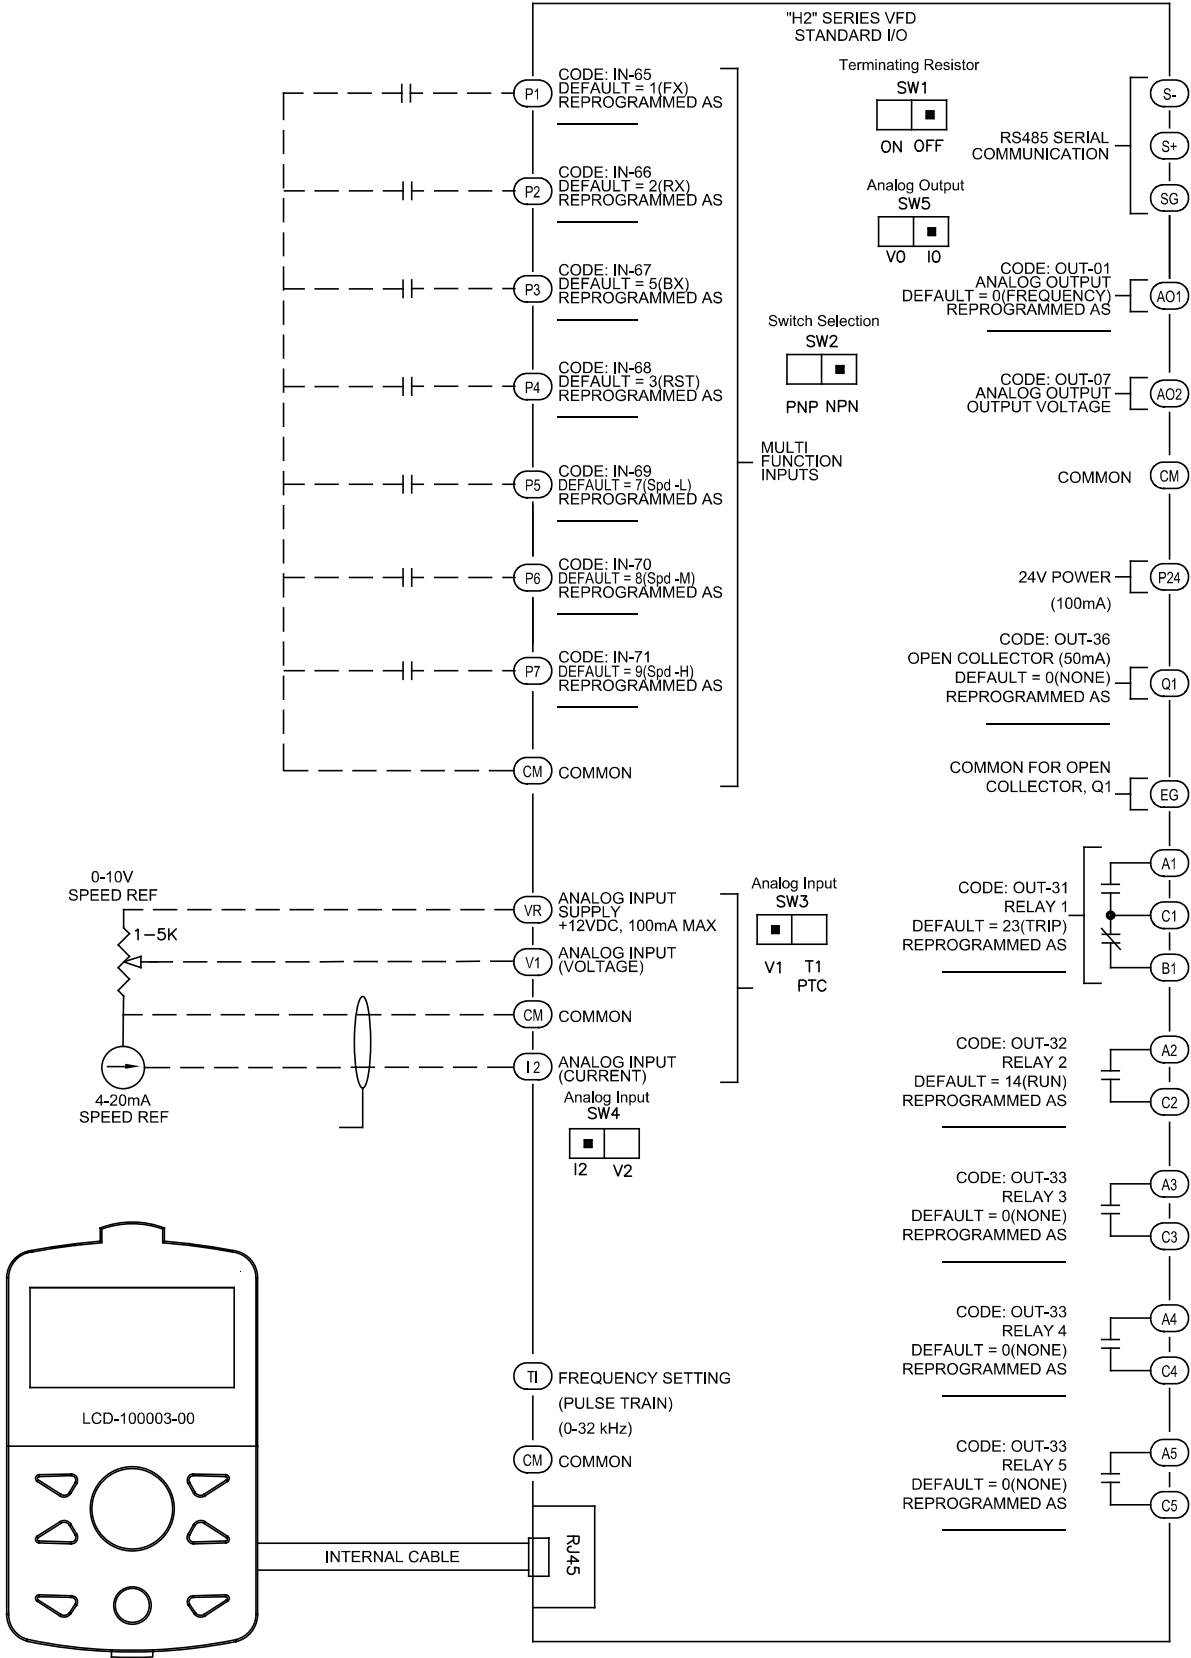 "H2" SERIES VFD
STANDARD I/O
P1
CODE: IN-65
DEFAULT = 1(FX)
REPROGRAMMED AS
P2
CODE: IN-66
DEFAULT = 2(RX)
REPROGRAMMED AS
P3
CODE: IN-67
DEFAULT = 5(BX)
REPROGRAMMED AS
P4
CODE: IN-68
DEFAULT = 3(RST)
REPROGRAMMED AS
P5
CODE: IN-69
DEFAULT = 7(Spd -L)
REPROGRAMMED AS
P6
CODE: IN-70
DEFAULT = 8(Spd -M)
REPROGRAMMED AS
P7
CODE: IN-71
DEFAULT = 9(Spd -H)
REPROGRAMMED AS
CM
COMMON
MULTI
FUNCTION
INPUTS
Terminating Resistor
SW1
ON OFF
Analog Output
SW5
VO IO
Switch Selection
SW2
PNP NPN
RS485 SERIAL
COMMUNICATION
S-
S+
SG
CODE: OUT-01
ANALOG OUTPUT
DEFAULT = 0(FREQUENCY)
REPROGRAMMED AS
AO1
CODE: OUT-07
ANALOG OUTPUT
OUTPUT VOLTAGE
AO2
COMMON
CM
24V POWER
(100mA)
P24
CODE: OUT-36
OPEN COLLECTOR (50mA)
DEFAULT = 0(NONE)
REPROGRAMMED AS
Q1
COMMON FOR OPEN
COLLECTOR, Q1
EG
0-10V
SPEED REF
1-5K
4-20mA
SPEED REF
VR
ANALOG INPUT
SUPPLY
+12VDC, 100mA MAX
V1
ANALOG INPUT
(VOLTAGE)
CM
COMMON
I2
ANALOG INPUT
(CURRENT)
Analog Input
SW3
V1 T1
PTC
Analog Input
SW4
I2 V2
CODE: OUT-31
RELAY 1
DEFAULT = 23(TRIP)
REPROGRAMMED AS
A1
C1
B1
CODE: OUT-32
RELAY 2
DEFAULT = 14(RUN)
REPROGRAMMED AS
A2
C2
CODE: OUT-33
RELAY 3
DEFAULT = 0(NONE)
REPROGRAMMED AS
A3
C3
CODE: OUT-33
RELAY 4
DEFAULT = 0(NONE)
REPROGRAMMED AS
A4
C4
CODE: OUT-33
RELAY 5
DEFAULT = 0(NONE)
REPROGRAMMED AS
A5
C5
TI
FREQUENCY SETTING
(PULSE TRAIN)
(0-32 kHz)
CM
COMMON
LCD-100003-00
INTERNAL CABLE
RJ45